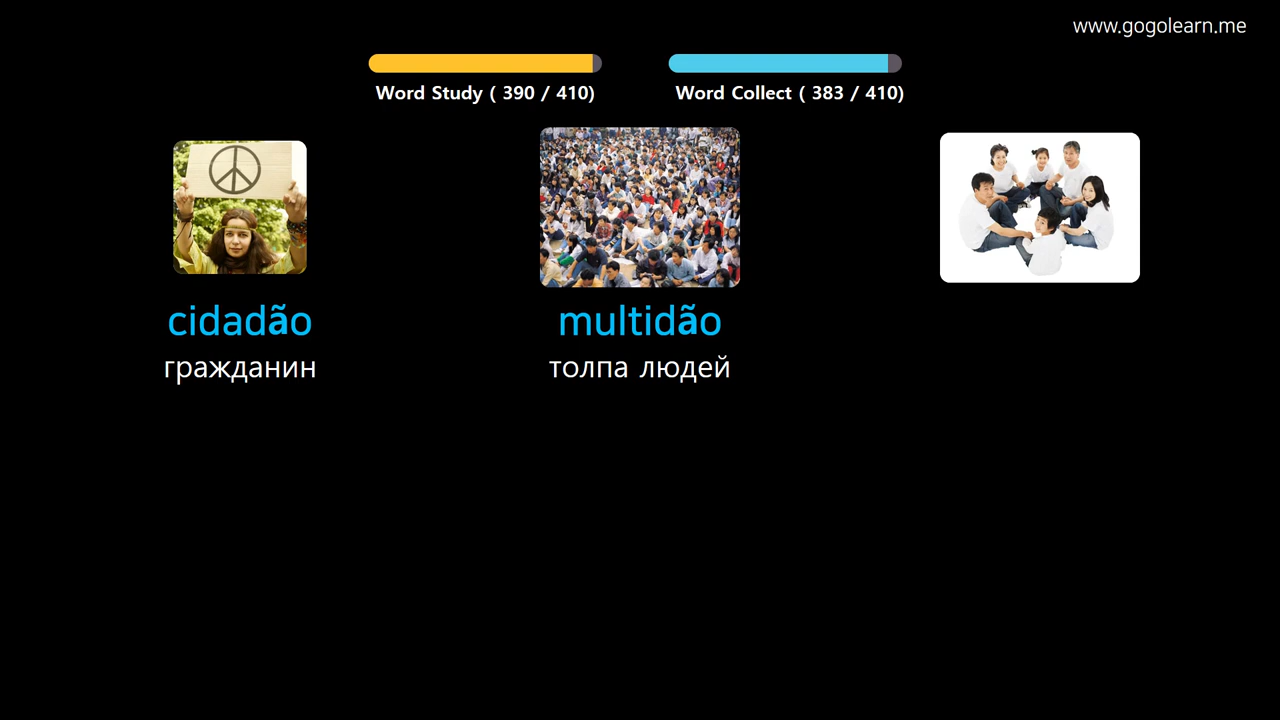 www.gogolearn.me
Word Study ( 390 / 410)
Word Collect ( 383 / 410)
cidadão
multidão
гражданин
толпа людей